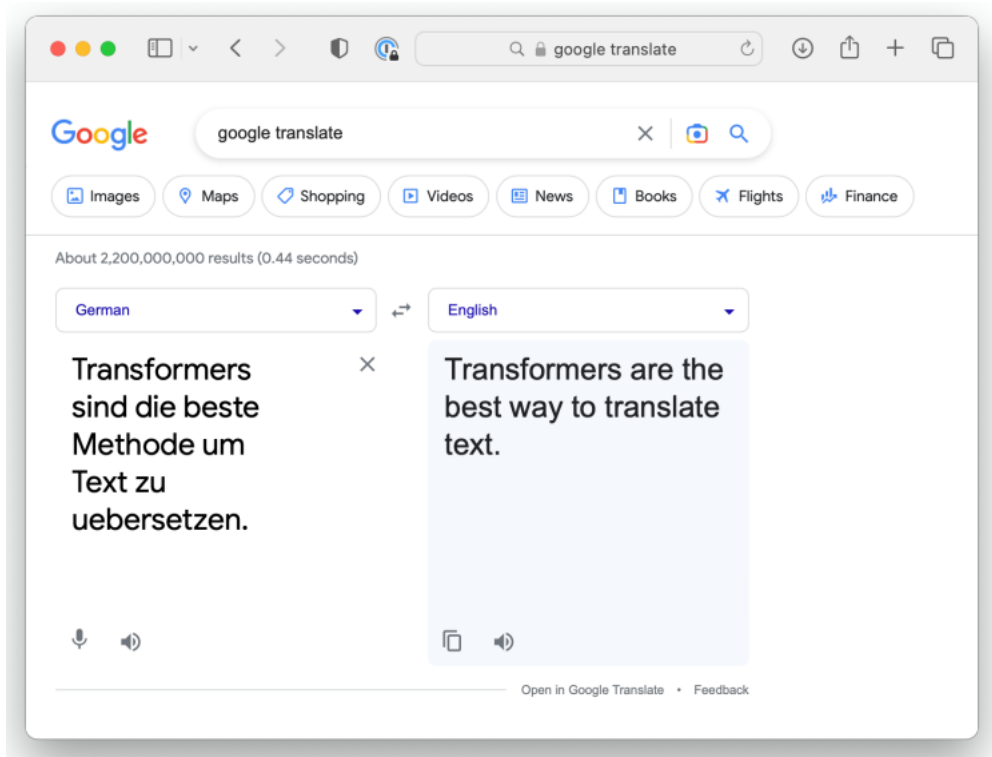 google translate
Google
google translate
Images
Maps
Shopping
Videos
News
Books
Flights
Finance
About 2,200,000,000 results (0.44 seconds)
German
English
Transformers
sind die beste
Methode um
Text zu
uebersetzen.
Transformers are the
best way to translate
text.
Open in Google Translate • Feedback